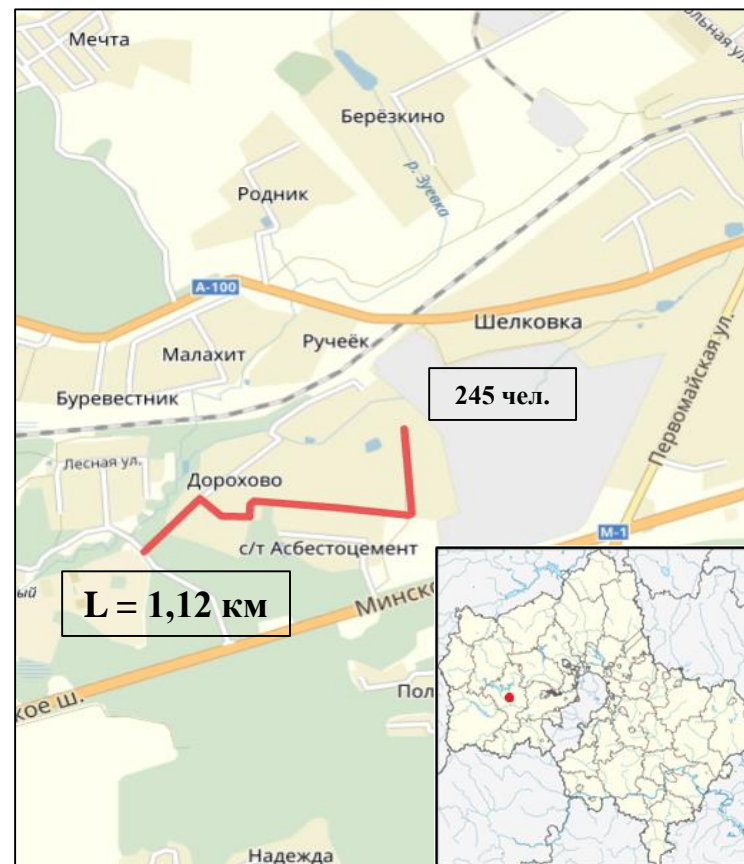 Мечта
Берёзкино
р. Зуевка
Родник
А-100
Шелковка
Ручеёк
Малахит
Первомайская ул.
Буревестник
245 чел.
Лесная ул.
Дорохово
М-1
с/т Асбестоцемент
L = 1,12 км
Минско
кое ш.
Пол
Надежда